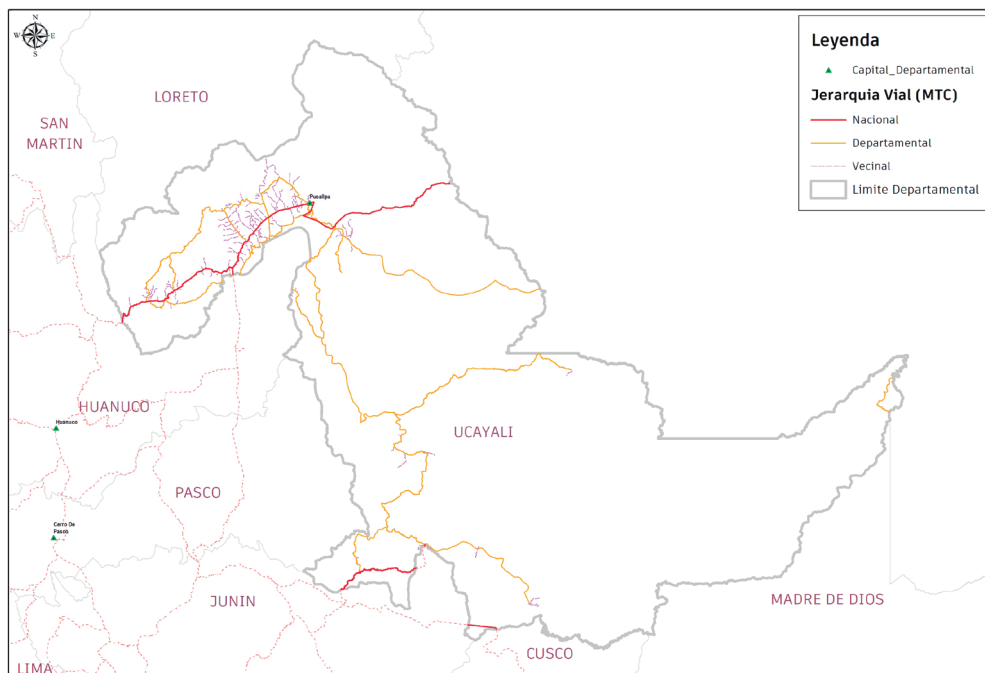 N
W
E
S
Leyenda
Capital_Departamental
Jerarquia Vial (MTC)
Nacional
Departamental
Vecinal
Limite Departamental
LORETO
SAN
MARTIN
Pucallpa
HUANUCO
Huanuco
UCAYALI
PASCO
Cerro De
Pasco
JUNIN
MADRE DE DIOS
CUSCO
LIMA